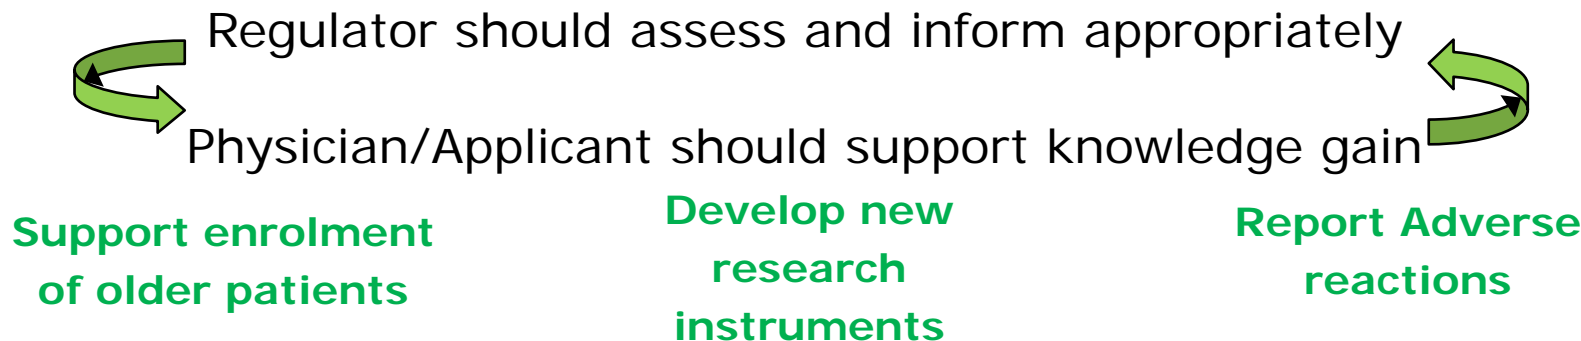 Regulator should assess and inform appropriately
Physician/Applicant should support knowledge gain
Support enrolment
of older patients
Develop new
research
instruments
Report Adverse
reactions